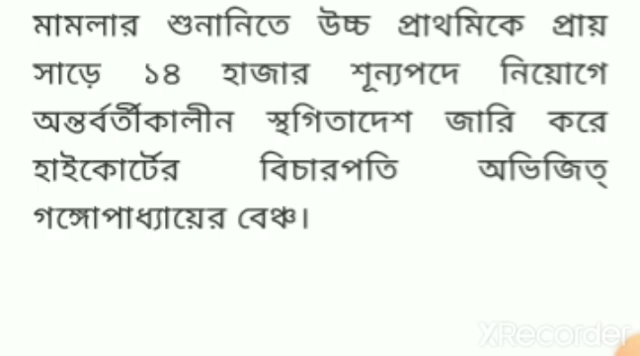 মামলার শুনানিতে উচ্চ প্রাথমিকে প্রায়
সাড়ে ১৪ হাজার শূন্যপদে নিয়োগে
অন্তর্বর্তীকালীন স্থগিতাদেশ জারি করে
হাইকোর্টের বিচারপতি অভিজিত্
গঙ্গোপাধ্যায়ের বেঞ্চ।
XRecorder